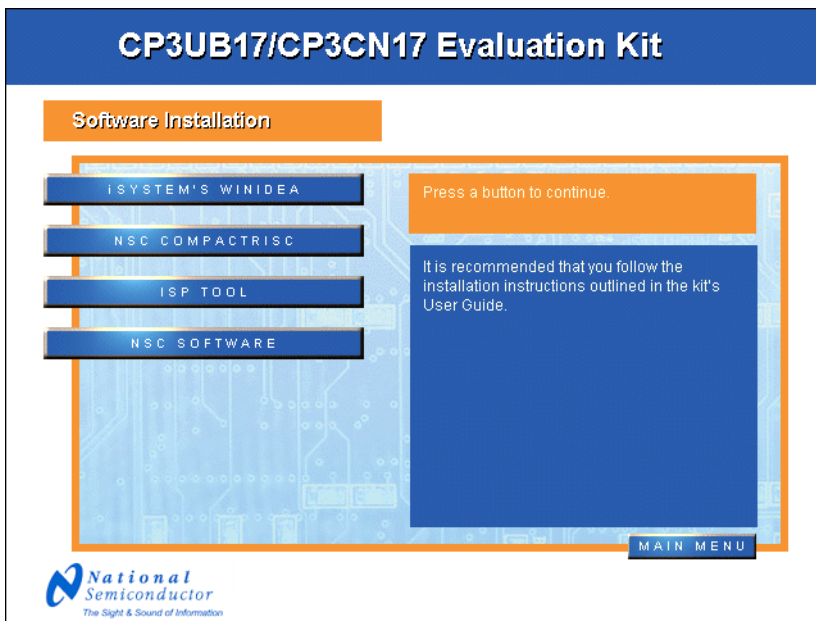 CP3UB17/CP3CN17 Evaluation Kit
Software Installation
iSYSTEM'S WINIDEA
NSC COMPACTRISC
ISP TOOL
NSC SOFTWARE
Press a button to continue.
It is recommended that you follow the
installation instructions outlined in the kit's
User Guide.
MAIN MENU
National
Semiconductor
The Sight & Sound of Information